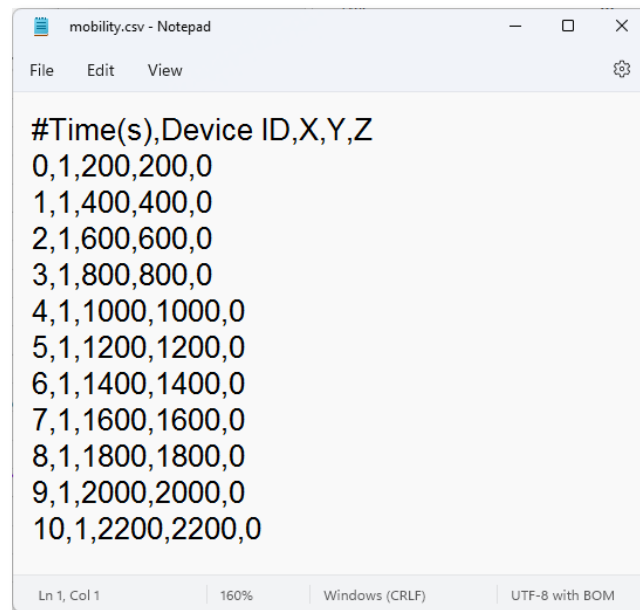 mobility.csv - Notepad
File Edit View
#Time(s),Device ID,X,Y,Z
0,1,200,200,0
1,1,400,400,0
2,1,600,600,0
3,1,800,800,0
4,1,1000,1000,0
5,1,1200,1200,0
6,1,1400,1400,0
7,1,1600,1600,0
8,1,1800,1800,0
9,1,2000,2000,0
10,1,2200,2200,0
Ln 1, Col 1 160% Windows (CRLF) UTF-8 with BOM